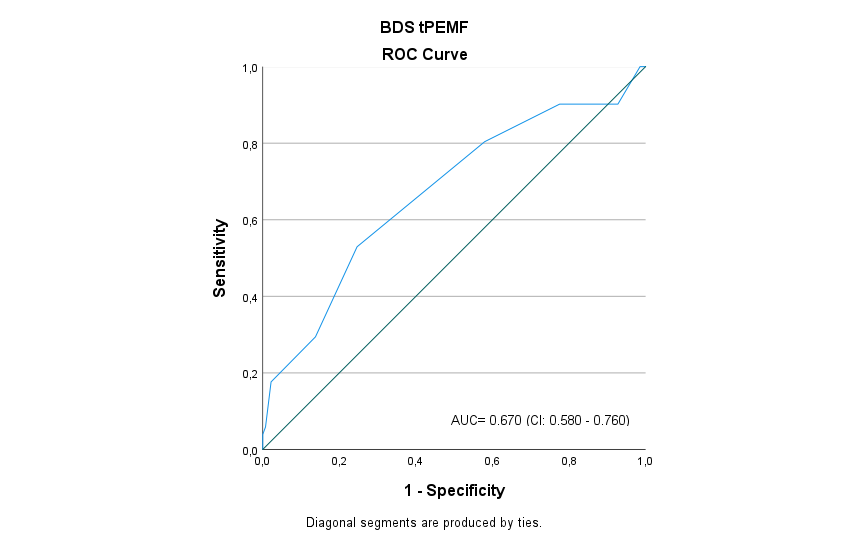 BDS tPEMF
ROC Curve
1,0
0,8
0,6
0,4
0,2
0,0
Sensitivity
AUC= 0.670 (CI: 0.580 - 0.760)
0,0 0,2 0,4 0,6 0,8 1,0
1 - Specificity
Diagonal segments are produced by ties.